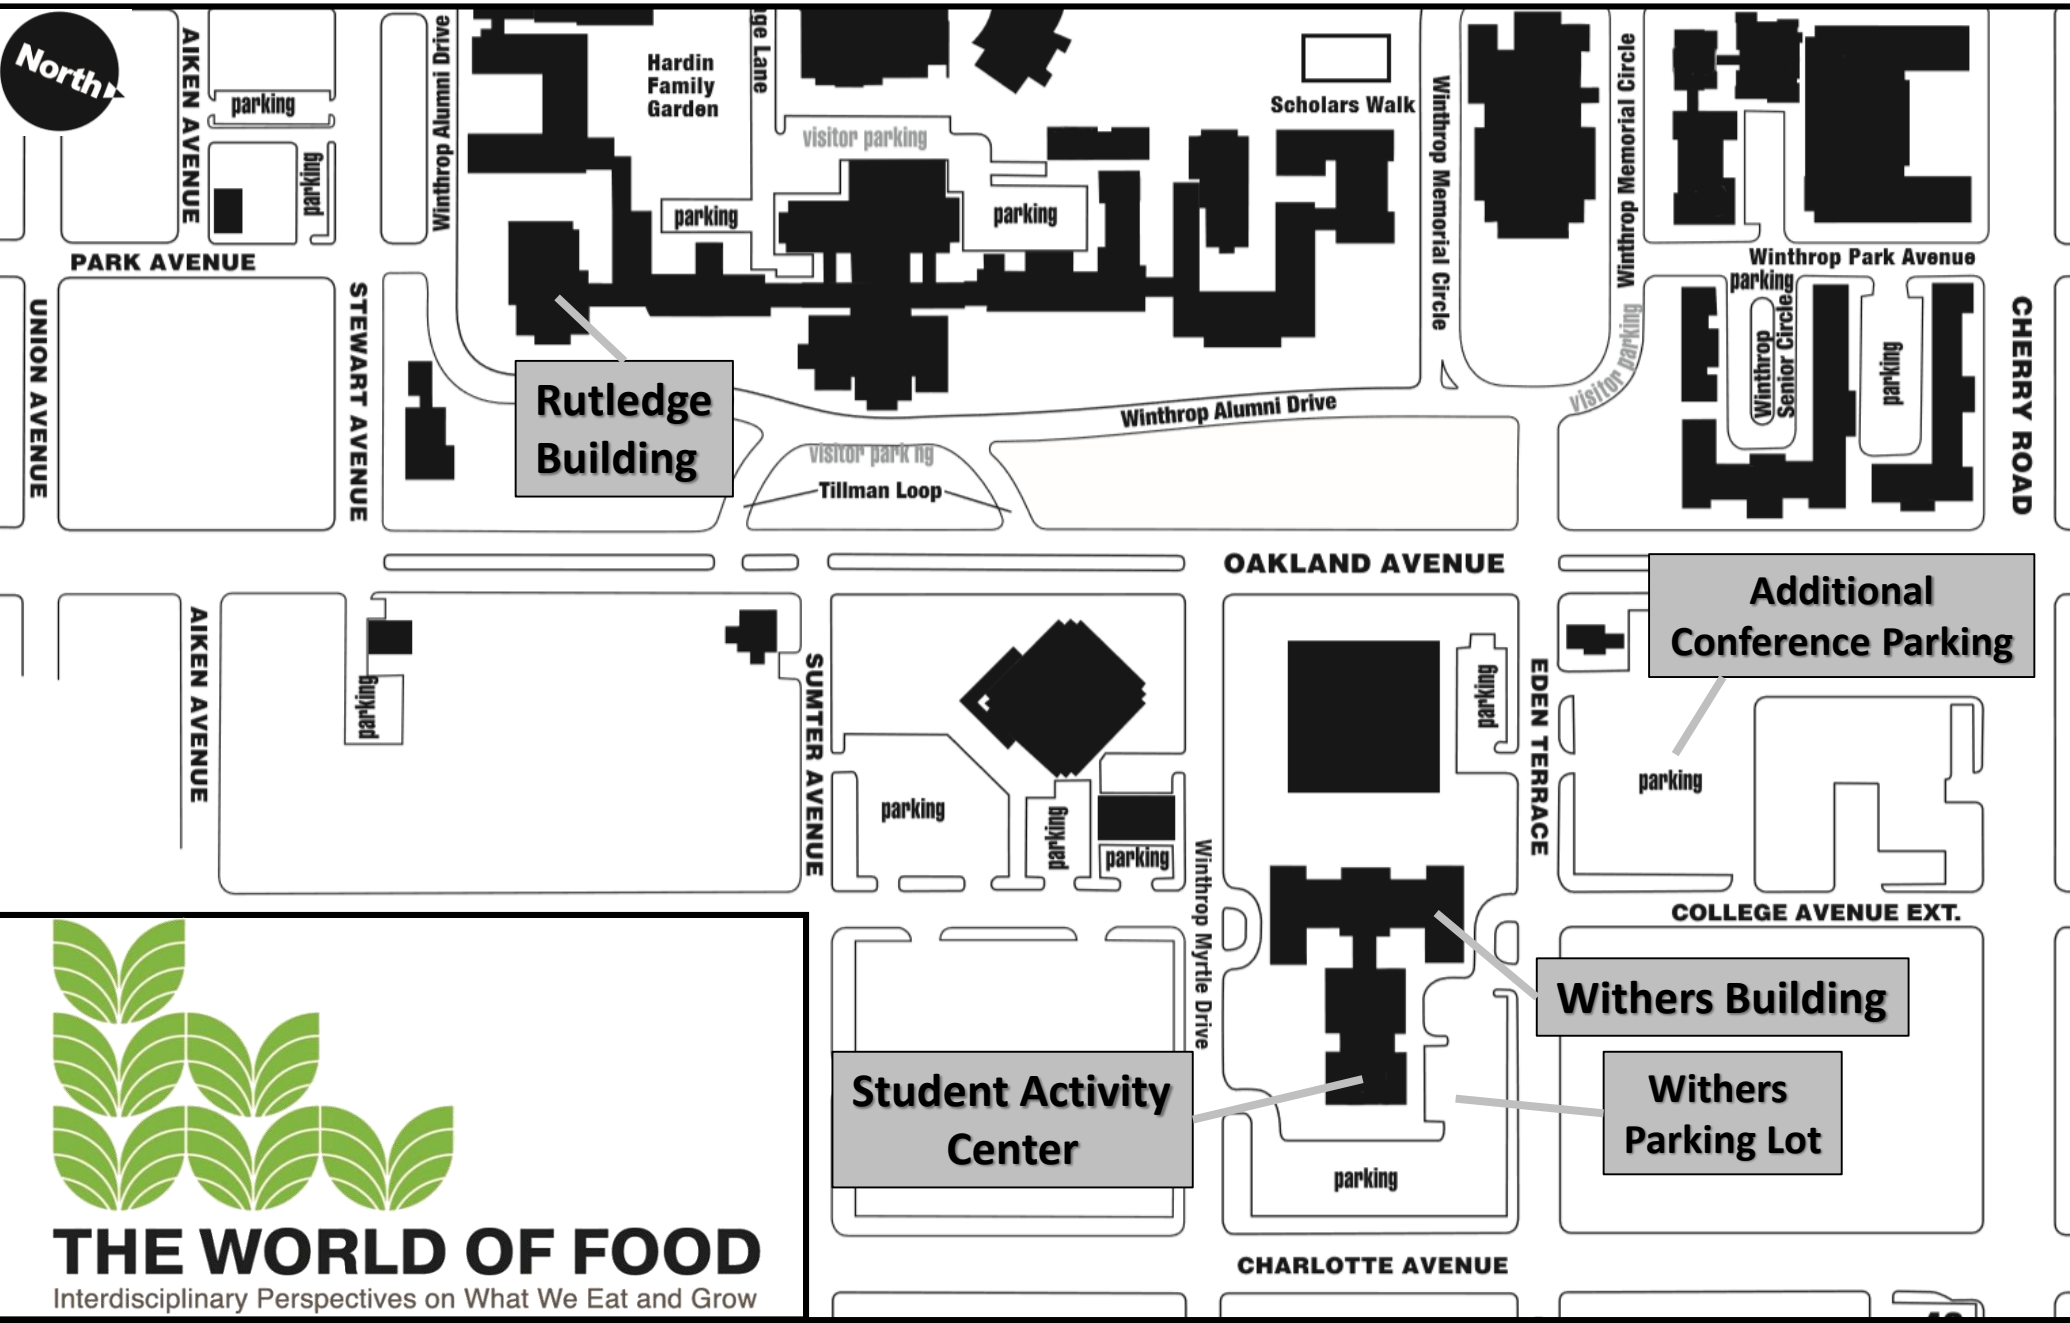 North
AIKEN AVENUE
parking
parking
Winthrop Alumni Drive
Hardin
Family
Garden
visitor parking
Scholars Walk
Winthrop Memorial Circle
Winthrop Memorial Circle
parking
parking
PARK AVENUE
Winthrop Park Avenue
parking
UNION AVENUE
STEWART AVENUE
Winthrop
Senior Circle
parking
CHERRY ROAD
visitor parking
Rutledge
Building
Winthrop Alumni Drive
visitor park ng
Tillman Loop
OAKLAND AVENUE
Additional
Conference Parking
AIKEN AVENUE
parking
SUMTER AVENUE
parking
EDEN TERRACE
parking
parking
parking
parking
Winthrop Myrtle Drive
COLLEGE AVENUE EXT.
Withers Building
Student Activity
Center
Withers
Parking Lot
parking
THE WORLD OF FOOD
Interdisciplinary Perspectives on What We Eat and Grow
CHARLOTTE AVENUE